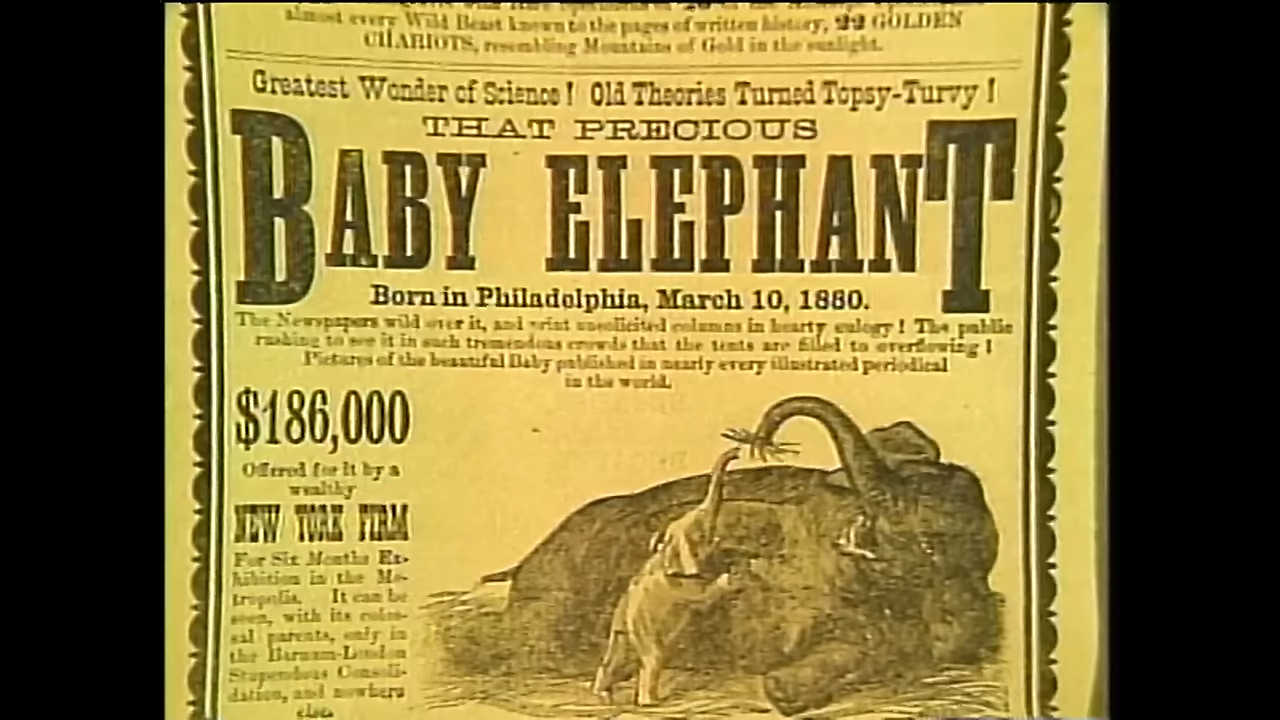 almost every Wild Beast known to the pages of written history, 22 GOLDEN
CHARIOTS, resembling Mountains of Gold in the sunlight.
Greatest Wonder of Science! Old Theories Turned Topsy-Turvy!
THAT PRECIOUS
BABY ELEPHANT
Born in Philadelphia, March 10, 1880.
The Newspapers wild over it, and print unsolicited columns in hearty eulogy! The public
rushing to see it in such tremendous crowds that the tents are filled to overflowing!
Pictures of the beautiful Baby published in nearly every illustrated periodical
in the world.
$186,000
Offered for it by a
wealthy
NEW YORK FIRM
For Six Months Ex-
hibition in the Me-
tropolis. It can be
seen, with its colos-
sal parents, only in
the Barnum-London
Stupendous Consoli-
dation, and nowhere
else.